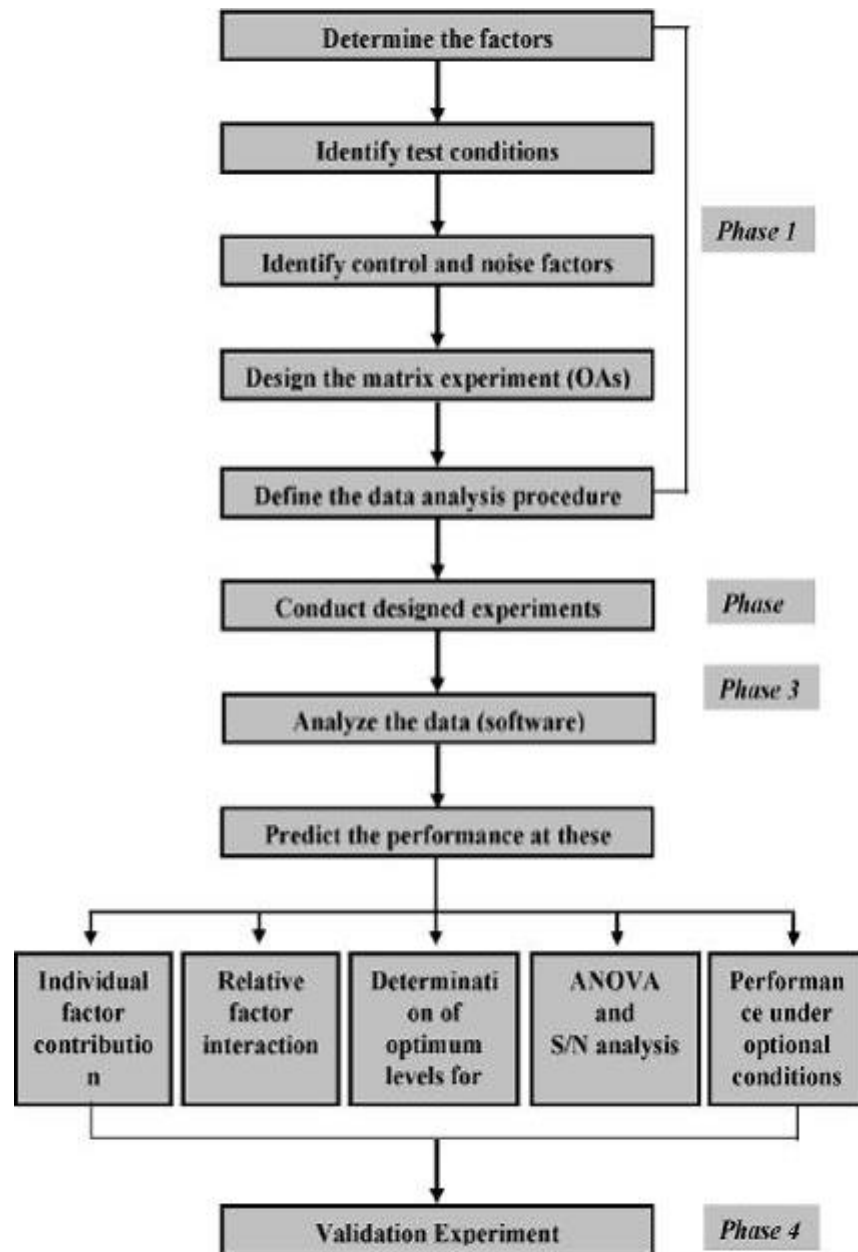 Determine the factors
Identify test conditions
Phase 1
Identify control and noise factors
Design the matrix experiment (OAs)
Define the data analysis procedure
Conduct designed experiments
Phase
Phase 3
Analyze the data (software)
Predict the performance at these
Individual
factor
contributio
n
Relative
factor
interaction
Determinati
on of
optimum
levels for
ANOVA
and
S/N analysis
Performan
ce under
optional
conditions
Validation Experiment
Phase 4